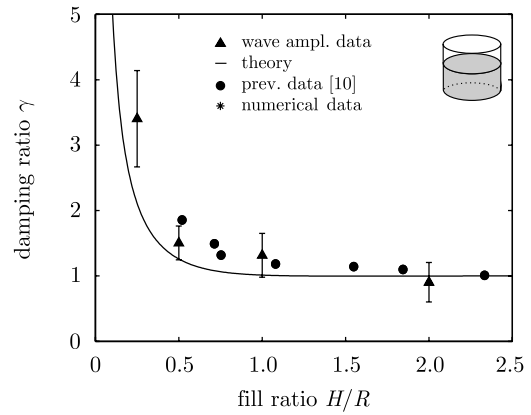 5
4
3
2
1
0
damping ratio γ
wave ampl. data
theory
prev. data [10]
numerical data
0
0.5
1.0
1.5
2.0
2.5
fill ratio H/R